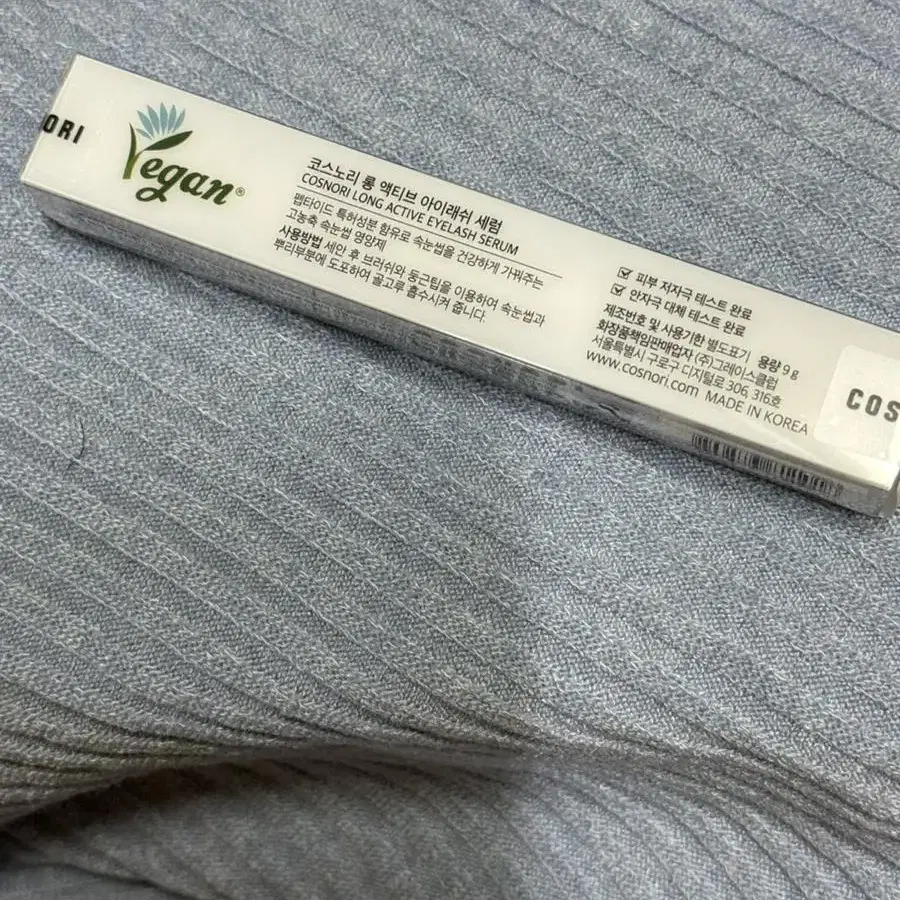 ORI
Vegan®
코스노리 롱 액티브 아이래쉬 세럼
COSNORI LONG ACTIVE EYELASH SERUM
펩타이드 특허성분 함유로 속눈썹을 건강하게 가꿔주는
고농축 속눈썹 영양제
사용방법 세안 후 브러쉬와 둥근팁을 이용하여 속눈썹과
뿌리부분에 도포하여 골고루 흡수시켜 줍니다.
피부 저자극 테스트 완료
안자극 대체 테스트 완료
제조번호 및 사용기한 별도표기 용량 9 g
화장품책임판매업자 (주)그레이스클럽
서울특별시 구로구 디지털로 306, 316호
www.cosnori.com MADE IN KOREA
COS